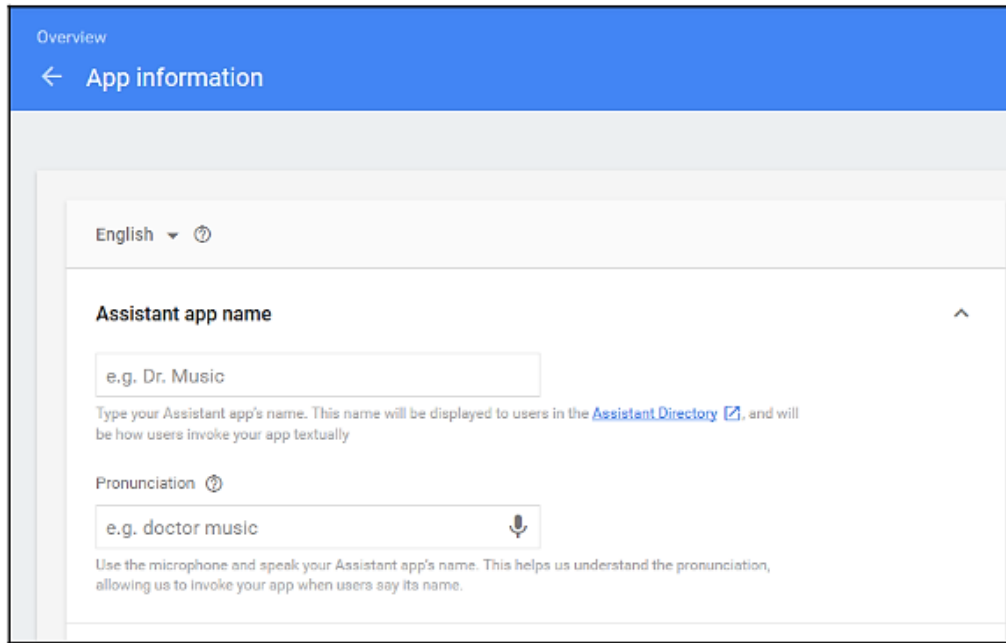 Overview
App information
English
Assistant app name
e.g. Dr. Music
Type your Assistant app's name. This name will be displayed to users in the Assistant Directory, and will
be how users invoke your app textually
Pronunciation
e.g. doctor music
Use the microphone and speak your Assistant app's name. This helps us understand the pronunciation,
allowing us to invoke your app when users say its name.